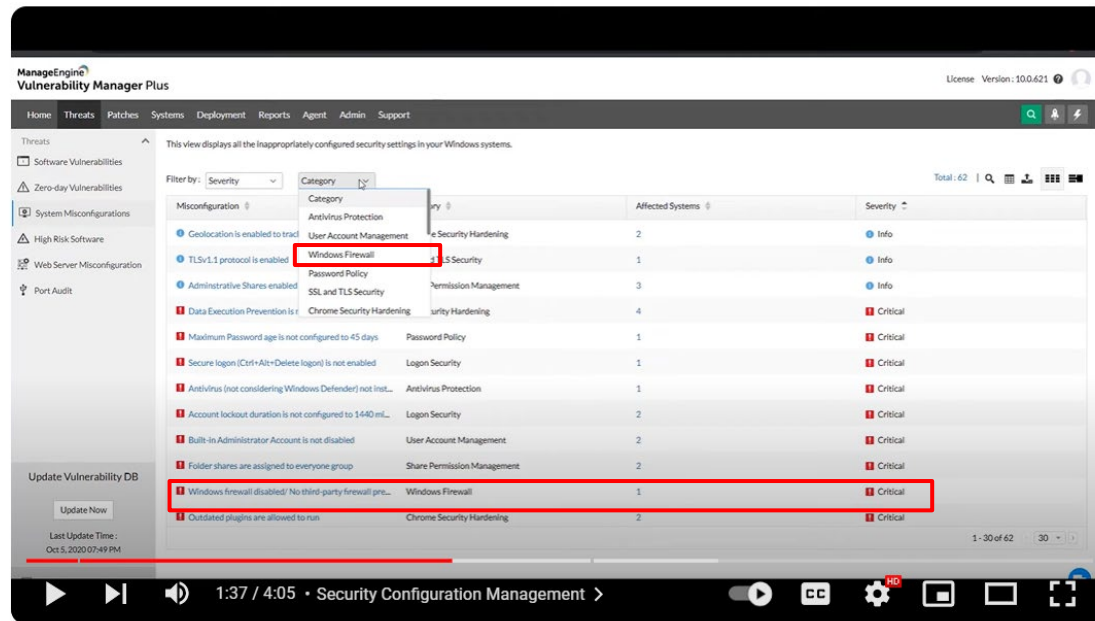 ManageEngine
Vulnerability Manager Plus
License Version : 10.0.621
Home Threats Patches Systems Deployment Reports Agent Admin Support
Threats
Software Vulnerabilities
Zero-day Vulnerabilities
System Misconfigurations
High Risk Software
Web Server Misconfiguration
Port Audit
This view displays all the inappropriately configured security settings in your Windows systems.
Filter by : Severity Category
Total : 62
Misconfiguration Affected Systems Severity
Category
Antivirus Protection
User Account Management
Windows Firewall
Password Policy
SSL and TLS Security
Chrome Security Hardening
Geolocation is enabled to Security Hardening 2 Info
TLSv1.1 protocol is enabled TLS Security 1 Info
Adminstrative Shares enabled Permission Management 3 Info
Data Execution Prevention is Hardening 4 Critical
Maximum Password age is not configured to 45 days Password Policy 1 Critical
Secure logon (Ctrl+Alt+Delete logon) is not enabled Logon Security 1 Critical
Antivirus (not considering Windows Defender) not inst... Antivirus Protection 1 Critical
Account lockout duration is not configured to 1440 mi... Logon Security 2 Critical
Built-in Administrator Account is not disabled User Account Management 2 Critical
Folder shares are assigned to everyone group Share Permission Management 2 Critical
Windows firewall disabled/ No third-party firewall pre... Windows Firewall 1 Critical
Outdated plugins are allowed to run Chrome Security Hardening 2 Critical
1 - 30 of 62 30
Update Vulnerability DB
Update Now
Last Update Time :
Oct 5, 2020 07:49 PM
1:37 / 4:05 • Security Configuration Management
CC
HD